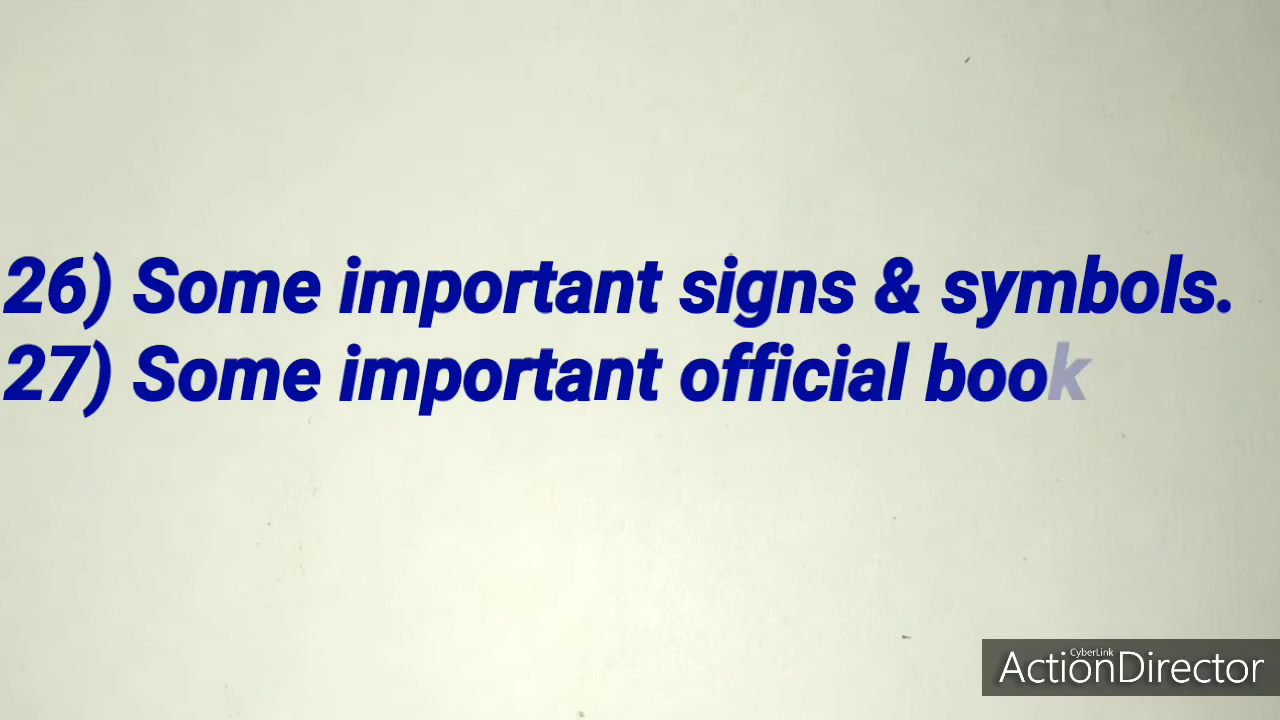 26) Some important signs & symbols.
27) Some important official book
CyberLink
ActionDirector